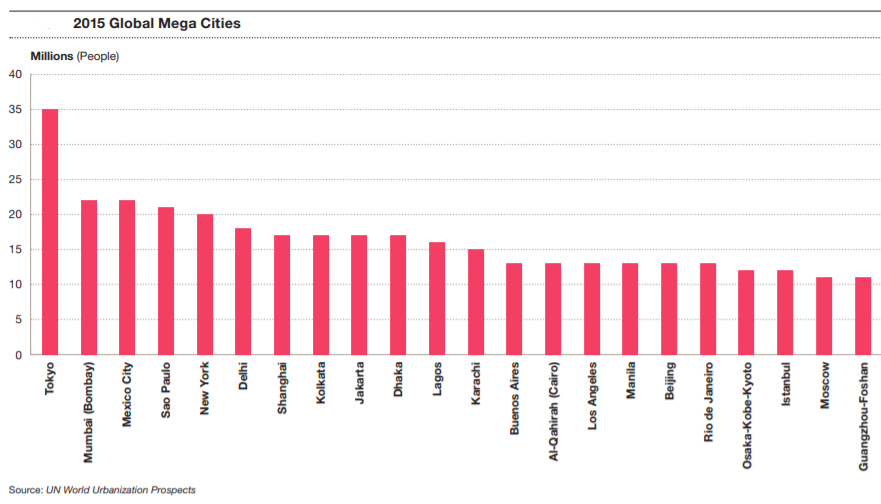 2015 Global Mega Cities
Millions (People)
40
35
30
25
20
15
10
5
0
Tokyo
Mumbai (Bombay)
Mexico City
Sao Paulo
New York
Delhi
Shanghai
Kolkata
Jakarta
Dhaka
Lagos
Karachi
Buenos Aires
Al-Qahirah (Cairo)
Los Angeles
Manila
Beijing
Rio de Janeiro
Osaka-Kobe-Kyoto
Istanbul
Moscow
Guangzhou-Foshan
Source: UN World Urbanization Prospects